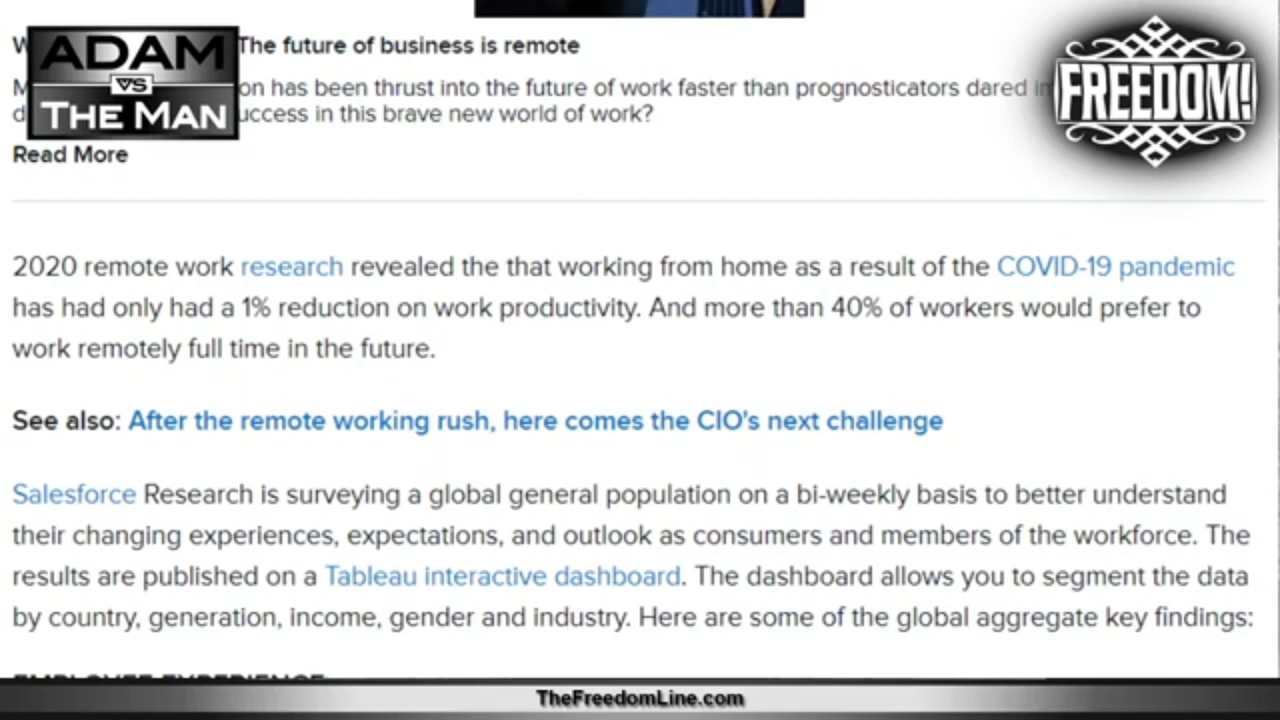 W The future of business is remote
M on has been thrust into the future of work faster than prognosticators dared
d uccess in this brave new world of work?
ADAM
VS
THE MAN
FREEDOM!
Read More
2020 remote work research revealed the that working from home as a result of the COVID-19 pandemic
has had only had a 1% reduction on work productivity. And more than 40% of workers would prefer to
work remotely full time in the future.
See also: After the remote working rush, here comes the CIO's next challenge
Salesforce Research is surveying a global general population on a bi-weekly basis to better understand
their changing experiences, expectations, and outlook as consumers and members of the workforce. The
results are published on a Tableau interactive dashboard. The dashboard allows you to segment the data
by country, generation, income, gender and industry. Here are some of the global aggregate key findings:
EMPLOYEE EXPERIENCE
TheFreedomLine.com